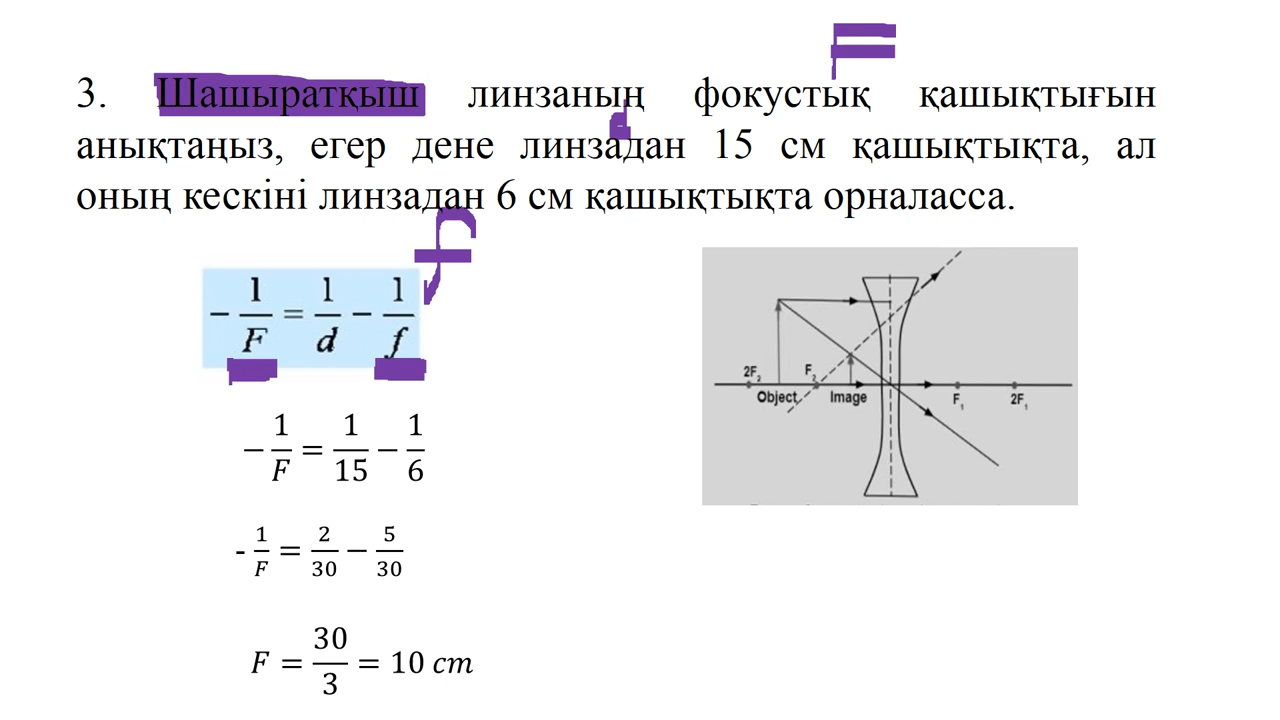 F
3. Шашыратқыш линзаның фокустық қашықтығын
d
анықтаңыз, егер дене линзадан 15 см қашықтықта, ал
оның кескіні линзадан 6 см қашықтықта орналасса.
f
- 1/F = 1/d - 1/f
− 1/F = 1/15 − 1/6
- 1/F = 2/30 − 5/30
F = 30/3 = 10 cm
2F₂ F₂
Object Image F₁ 2F₁